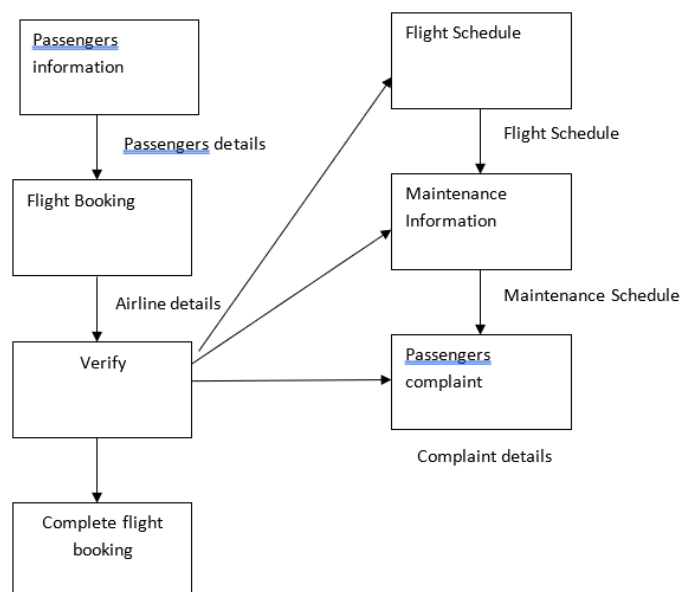 Passengers
information
Passengers details
Flight Booking
Airline details
Verify
Complete flight
booking
Flight Schedule
Flight Schedule
Maintenance
Information
Maintenance Schedule
Passengers
complaint
Complaint details